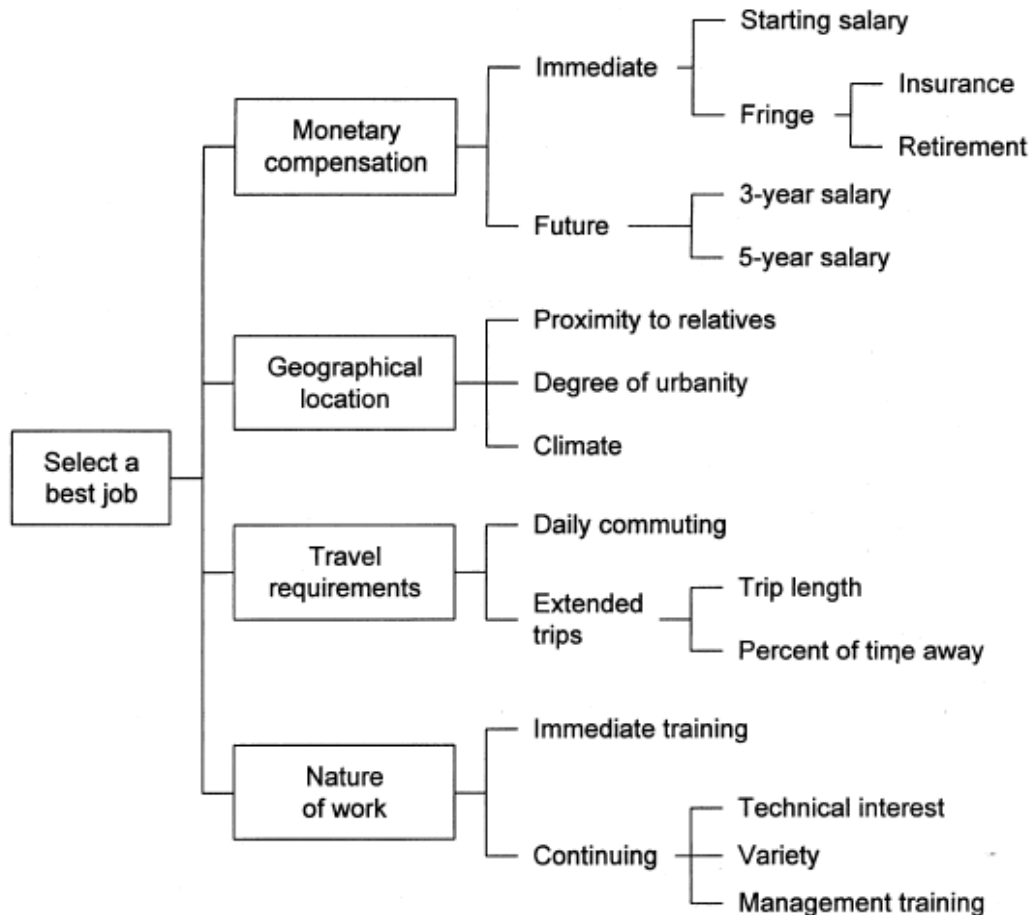 Starting salary
Immediate
Insurance
Monetary
compensation
Fringe
Retirement
3-year salary
Future
5-year salary
Proximity to relatives
Geographical
location
Degree of urbanity
Climate
Select a
best job
Daily commuting
Travel
requirements
Trip length
Extended
trips
Percent of time away
Immediate training
Nature
of work
Technical interest
Continuing
Variety
Management training